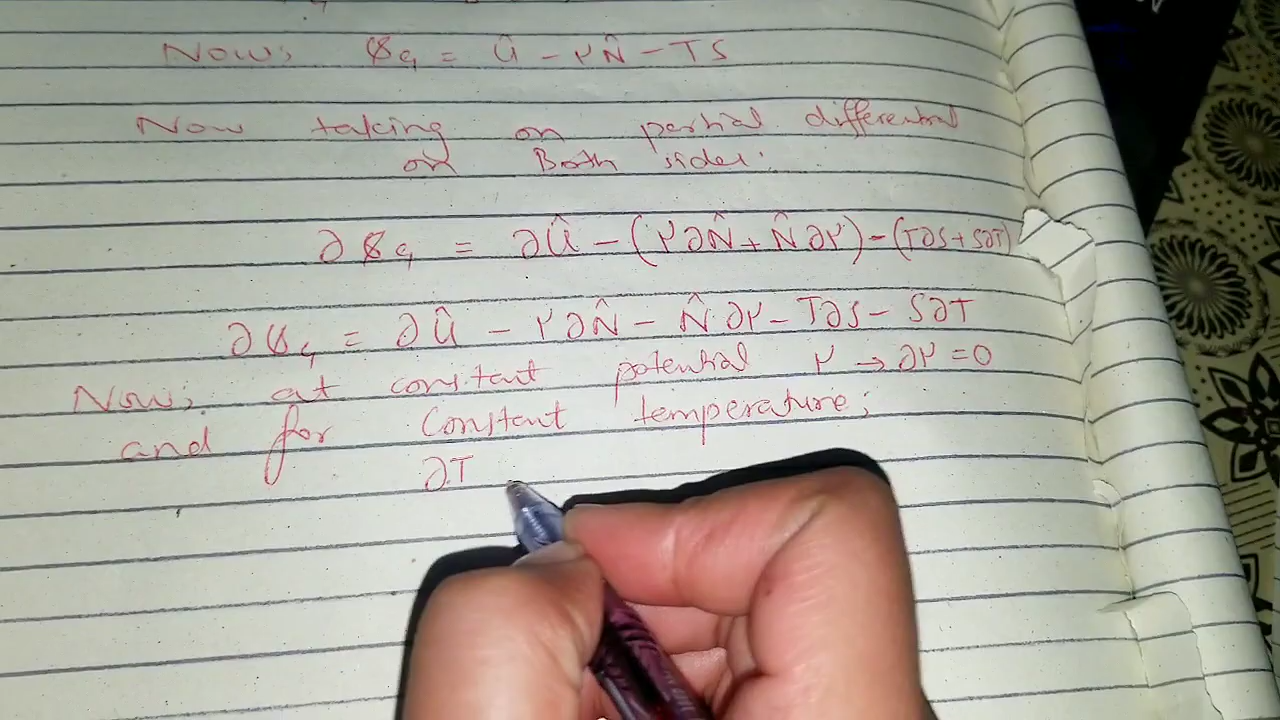 Now; φG = Û - μN̂ - TS
Now taking on partial differential
on Both sides:
∂φG = ∂Û - (μ∂N̂ + N̂∂μ) - (T∂S + S∂T)
∂φG = ∂Û - μ∂N̂ - N̂∂μ - T∂S - S∂T
Now; at constant potential μ → ∂μ = 0
and for Constant temperature;
∂T